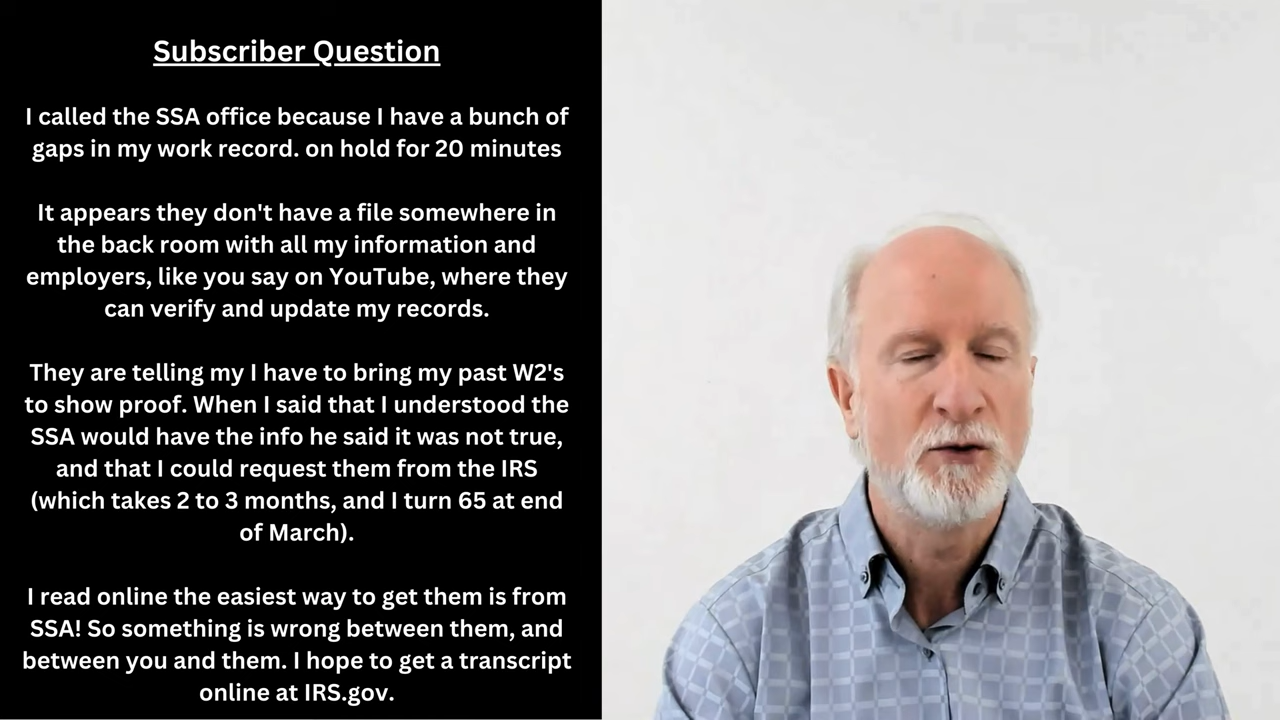 Subscriber Question
I called the SSA office because I have a bunch of
gaps in my work record. on hold for 20 minutes
It appears they don't have a file somewhere in
the back room with all my information and
employers, like you say on YouTube, where they
can verify and update my records.
They are telling my I have to bring my past W2's
to show proof. When I said that I understood the
SSA would have the info he said it was not true,
and that I could request them from the IRS
(which takes 2 to 3 months, and I turn 65 at end
of March).
I read online the easiest way to get them is from
SSA! So something is wrong between them, and
between you and them. I hope to get a transcript
online at IRS.gov.